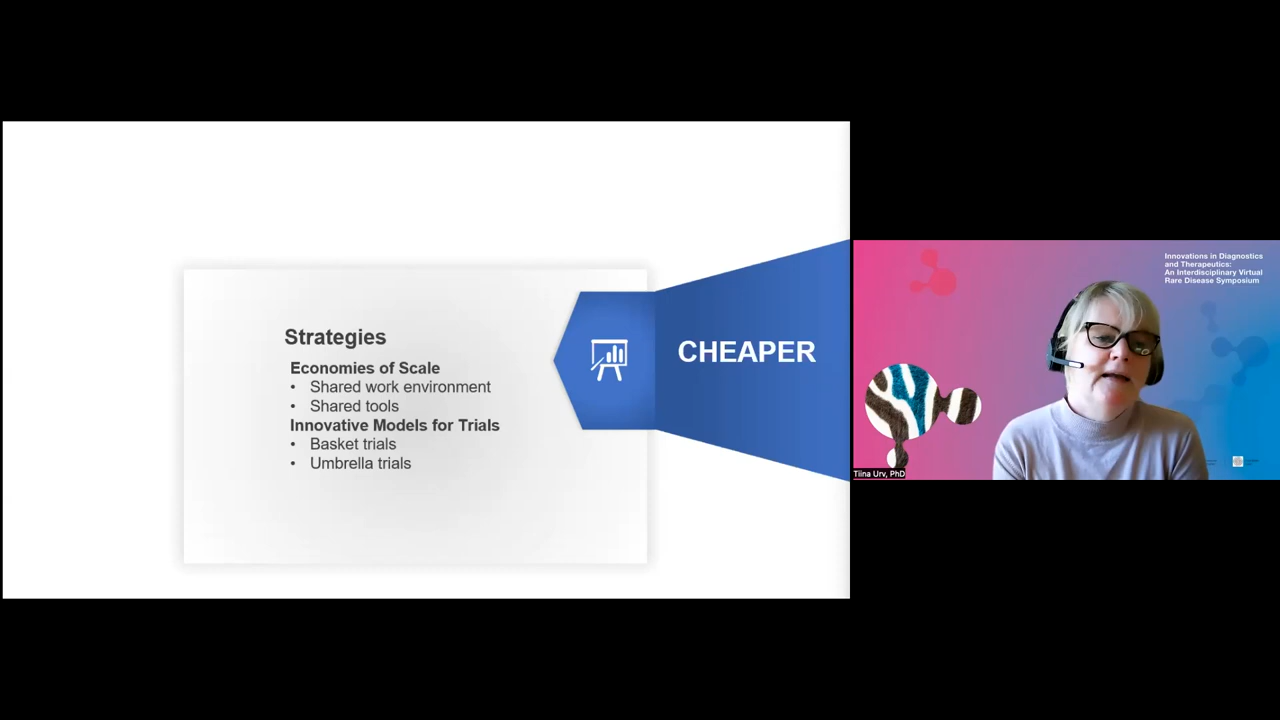 Strategies
Economies of Scale
• Shared work environment
• Shared tools
Innovative Models for Trials
• Basket trials
• Umbrella trials
CHEAPER
Innovations in Diagnostics
and Therapeutics:
An Interdisciplinary Virtual
Rare Disease Symposium
Tiina Urv, PhD